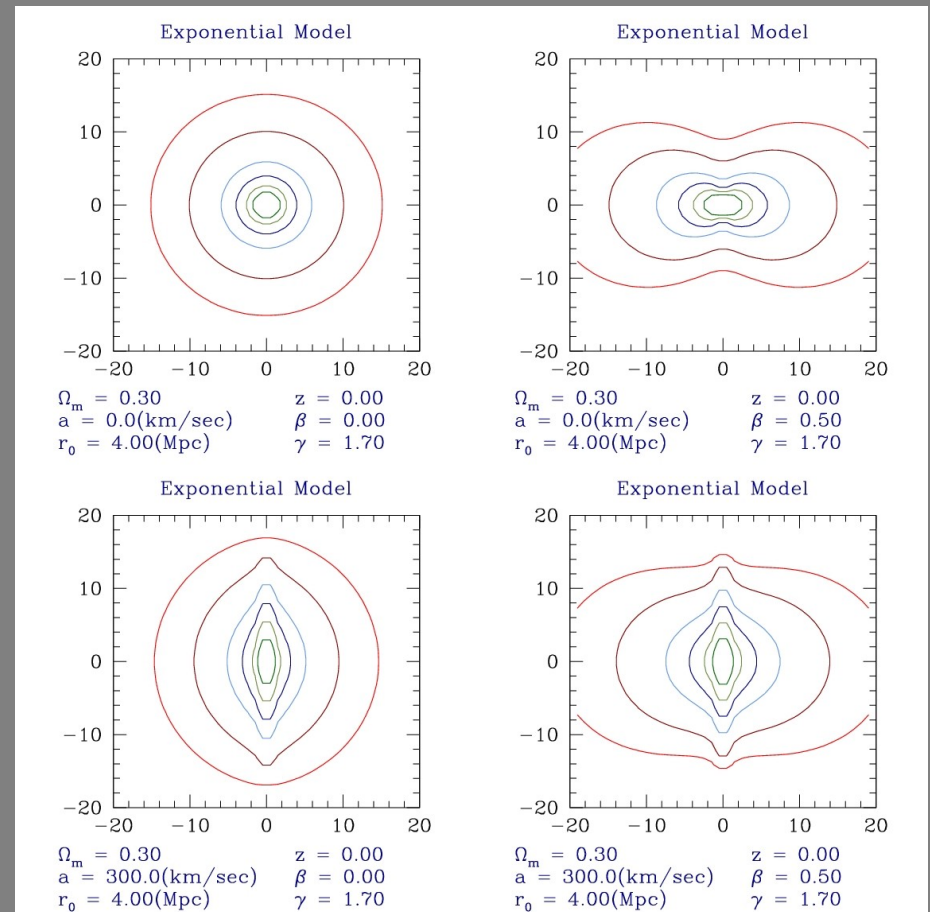 Exponential Model
20
10
0
−10
−20
−20 −10 0 10 20
Ωm = 0.30 z = 0.00
a = 0.0(km/sec) β = 0.00
r0 = 4.00(Mpc) γ = 1.70
Exponential Model
20
10
0
−10
−20
−20 −10 0 10 20
Ωm = 0.30 z = 0.00
a = 0.0(km/sec) β = 0.50
r0 = 4.00(Mpc) γ = 1.70
Exponential Model
20
10
0
−10
−20
−20 −10 0 10 20
Ωm = 0.30 z = 0.00
a = 300.0(km/sec) β = 0.00
r0 = 4.00(Mpc) γ = 1.70
Exponential Model
20
10
0
−10
−20
−20 −10 0 10 20
Ωm = 0.30 z = 0.00
a = 300.0(km/sec) β = 0.50
r0 = 4.00(Mpc) γ = 1.70